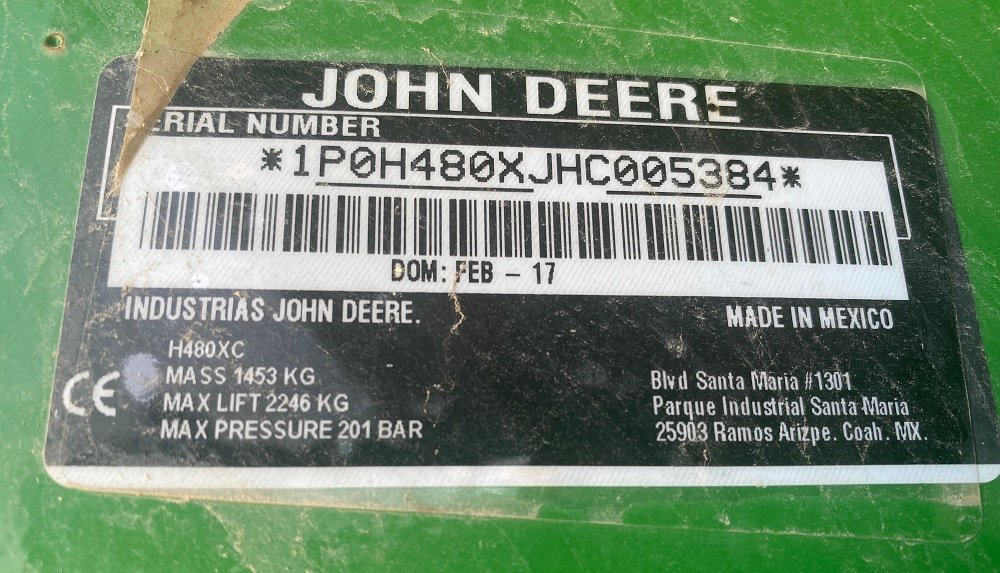 JOHN DEERE
SERIAL NUMBER
*1P0H480XJHC005384*
DOM: FEB - 17
INDUSTRIAS JOHN DEERE.
MADE IN MEXICO
H480XC
MASS 1453 KG
MAX LIFT 2246 KG
MAX PRESSURE 201 BAR
CE
Blvd Santa Maria #1301
Parque Industrial Santa Maria
25903 Ramos Arizpe. Coah. MX.